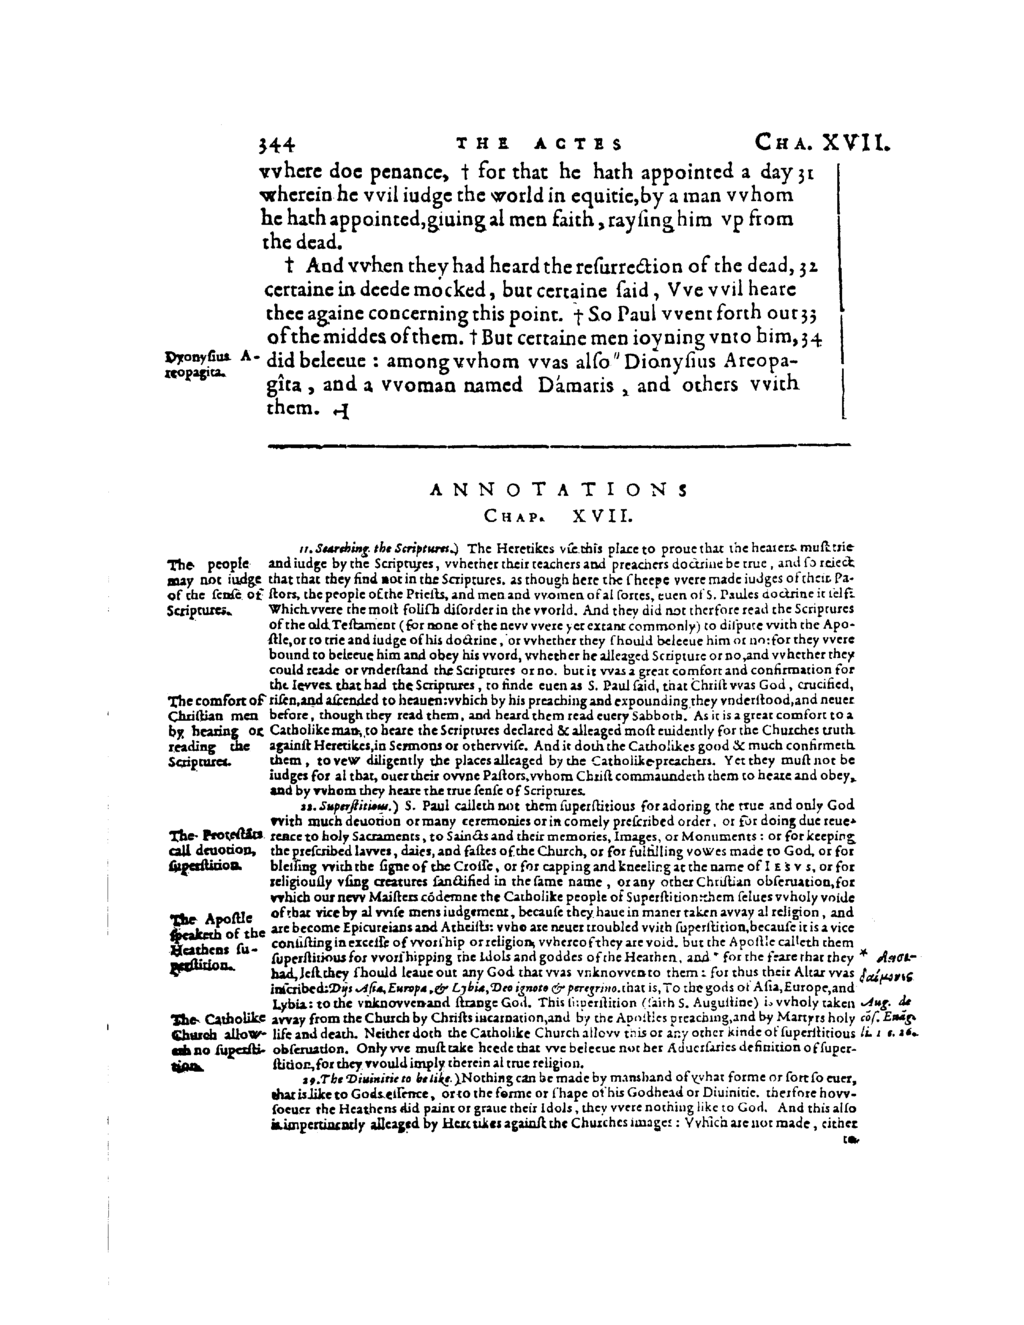 344 THE ACTES CHA. XVII.
vvhere doe penance, † for that he hath appointed a day 31
wherein he vvil iudge the world in equitie, by a man vvhom
he hath appointed, giuing al men faith, rayſing him vp from
the dead.
† And vvhen they had heard the reſurrection of the dead, 32
certaine in deede mocked, but certaine ſaid, Vve vvil heare
thee againe concerning this point. † So Paul vvent forth out 33
of the middes of them. † But certaine men ioyning vnto him, 34
Dyonyſius A-
reopagita.
did beleeue : among vvhom vvas alſo " Dionyſius Areopa-
gîta, and a vvoman named Dámaris, and others vvith
them. ⊣
ANNOTATIONS
CHAP. XVII.
The people
may not iudge
of the ſenſe of
Scriptures.
11. Searching the Scriptures.) The Heretikes vſe this place to proue that the hearers muſt trie
and iudge by the Scriptures, vvhether their teachers and preachers doctrine be true, and ſo reiect
that that they find not in the Scriptures. as though here the ſheepe vvere made iudges of their Pa-
ſtors, the people of the Prieſts, and men and vvomen of al ſortes, euen of S. Paules doctrine it ſelf.
Which vvere the moſt foliſh diſorder in the vvorld. And they did not therfore read the Scriptures
of the old Teſtament (for none of the nevv vvere yet extant commonly) to diſpute vvith the Apo-
ſtle, or to trie and iudge of his doctrine, or vvhether they ſhould beleeue him or no: for they vvere
bound to beleeue him and obey his vvord, vvhether he alleaged Scripture or no, and vvhether they
could reade or vnderſtand the Scriptures or no. but it vvas a great comfort and confirmation for
the Ievves that had the Scriptures, to finde euen as S. Paul ſaid, that Chriſt vvas God, crucified,
The comfort of
Chriſtian men
by hearing or
reading the
Scriptures.
riſen, and aſcended to heauen: vvhich by his preaching and expounding they vnderſtood, and neuer
before, though they read them, and heard them read euery Sabboth. As it is a great comfort to a
Catholike man, to heare the Scriptures declared & alleaged moſt euidently for the Churches truth
againſt Heretikes, in Sermons or othervviſe. And it doth the Catholikes good & much confirmeth
them, to vew diligently the places alleaged by the Catholike preachers. Yet they muſt not be
iudges for al that, ouer their ovvne Paſtors, vvhom Chriſt commaundeth them to heare and obey,
and by vvhom they heare the true ſenſe of Scriptures.
22. Superſtitious.) S. Paul calleth not them ſuperſtitious for adoring the true and only God
vvith much deuotion or many ceremonies or in comely preſcribed order, or for doing due reue-
The Proteſtāts
call deuotion,
ſuperſtition.
rence to holy Sacraments, to Saincts and their memories, Images, or Monuments : or for keeping
the preſcribed lavves, daies, and faſtes of the Church, or for fulfilling vowes made to God, or for
bleſſing vvith the ſigne of the Croſſe, or for capping and kneeling at the name of IESVS, or for
religiouſly vſing creatures ſanctified in the ſame name, or any other Chriſtian obſeruation, for
vvhich our nevv Maiſters cōdemne the Catholike people of Superſtition: them ſelues vvholy voide
The Apoſtle
ſpeaketh of the
Heathens ſu-
perſtition.
of that vice by al vviſe mens iudgement, becauſe they haue in maner taken avvay al religion, and
are become Epicureians and Atheiſts: vvho are neuer troubled vvith ſuperſtition, becauſe it is a vice
conſiſting in exceſſe of vvorſhip or religion, vvhereof they are void. but the Apoſtle calleth them
ſuperſtitious for vvorſhipping the Idols and goddes of the Heathen, and * for the feare that they
had, leſt they ſhould leaue out any God that vvas vnknovven to them : for thus their Altar vvas
inſcribed: Dijs Aſia, Europa, & Lybia, Deo ignoto & peregrino. that is, To the gods of Aſia, Europe, and
Lybia : to the vnknovven and ſtrange God. This ſuperſtition (ſaith S. Auguſtine) is vvholy taken
* δεισι-
δαίμονις
Aug. de
cōſ. Euāg.
li. 1 c. 26.
The Catholike
Church allow-
eth no ſuperſti-
tion.
avvay from the Church by Chriſts incarnation, and by the Apoſtles preaching, and by Martyrs holy
life and death. Neither doth the Catholike Church allovv this or any other kinde of ſuperſtitious
obſeruation. Only vve muſt take heede that vve beleeue not her Aduerſaries definition of ſuper-
ſtition, for they vvould imply therein al true religion.
29. The Diuinitie to be like.) Nothing can be made by mans hand of vvhat forme or ſort ſo euer,
that is like to Gods eſſence, or to the forme or ſhape of his Godhead or Diuinitie. therfore hovv-
ſoeuer the Heathens did paint or graue their Idols, they vvere nothing like to God. And this alſo
is impertinently alleaged by Heretikes againſt the Churches images : Vvhich are not made, either
to